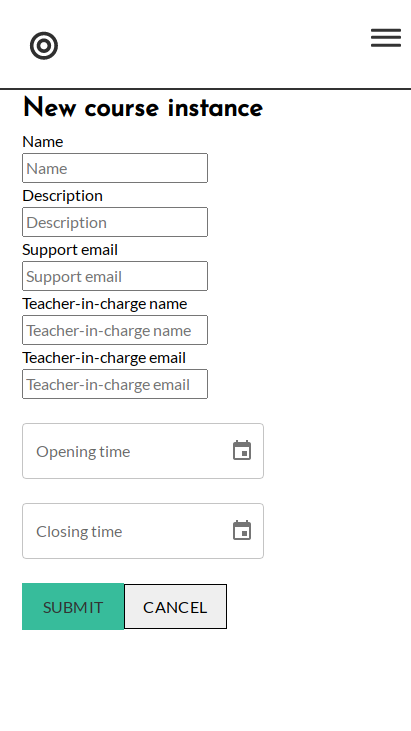 New course instance
Name
Name
Description
Description
Support email
Support email
Teacher-in-charge name
Teacher-in-charge name
Teacher-in-charge email
Teacher-in-charge email
Opening time
Closing time
SUBMIT CANCEL